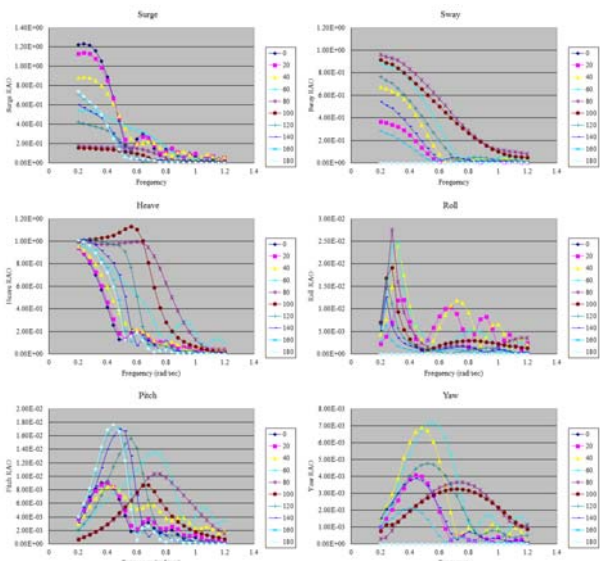 Surge
Sway
1.40E+00
1.20E+00
1.00E+00
8.00E-01
6.00E-01
4.00E-01
2.00E-01
0.00E+00
Surge RAO
0 0.2 0.4 0.6 0.8 1 1.2 1.4
Frequency
0
20
40
60
80
100
120
140
160
180
1.20E+00
1.00E+00
8.00E-01
6.00E-01
4.00E-01
2.00E-01
0.00E+00
Sway RAO
0 0.2 0.4 0.6 0.8 1 1.2 1.4
Frequency
0
20
40
60
80
100
120
140
160
180
Heave
Roll
1.20E+00
1.00E+00
8.00E-01
6.00E-01
4.00E-01
2.00E-01
0.00E+00
Heave RAO
0 0.2 0.4 0.6 0.8 1 1.2 1.4
Frequency (rad/sec)
0
20
40
60
80
100
120
140
160
180
3.00E-02
2.50E-02
2.00E-02
1.50E-02
1.00E-02
5.00E-03
0.00E+00
Roll RAO
0 0.2 0.4 0.6 0.8 1 1.2 1.4
Frequency (rad/sec)
0
20
40
60
80
100
120
140
160
180
Pitch
Yaw
2.00E-02
1.80E-02
1.60E-02
1.40E-02
1.20E-02
1.00E-02
8.00E-03
6.00E-03
4.00E-03
2.00E-03
0.00E+00
Pitch RAO
0 0.2 0.4 0.6 0.8 1 1.2 1.4
0
20
40
60
80
100
120
140
160
180
8.00E-03
7.00E-03
6.00E-03
5.00E-03
4.00E-03
3.00E-03
2.00E-03
1.00E-03
0.00E+00
Yaw RAO
0 0.2 0.4 0.6 0.8 1 1.2 1.4
0
20
40
60
80
100
120
140
160
180